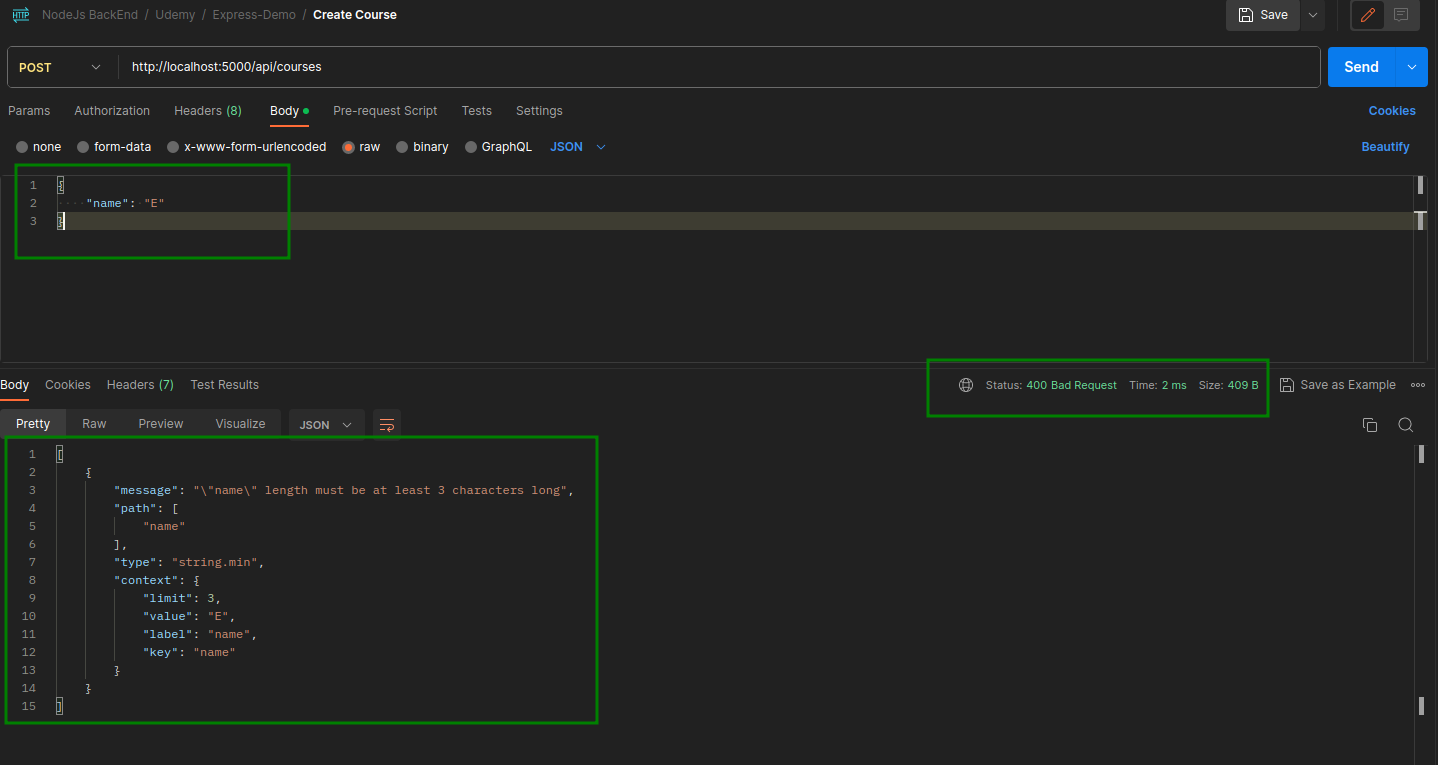 HTTP NodeJs BackEnd / Udemy / Express-Demo / Create Course Save
POST http://localhost:5000/api/courses Send
Params Authorization Headers (8) Body Pre-request Script Tests Settings Cookies
none form-data x-www-form-urlencoded raw binary GraphQL JSON Beautify
1 {
2 ····"name":·"E"
3 }
Body Cookies Headers (7) Test Results Status: 400 Bad Request Time: 2 ms Size: 409 B Save as Example
Pretty Raw Preview Visualize JSON
1 [
2 {
3 "message": "\"name\" length must be at least 3 characters long",
4 "path": [
5 "name"
6 ],
7 "type": "string.min",
8 "context": {
9 "limit": 3,
10 "value": "E",
11 "label": "name",
12 "key": "name"
13 }
14 }
15 ]